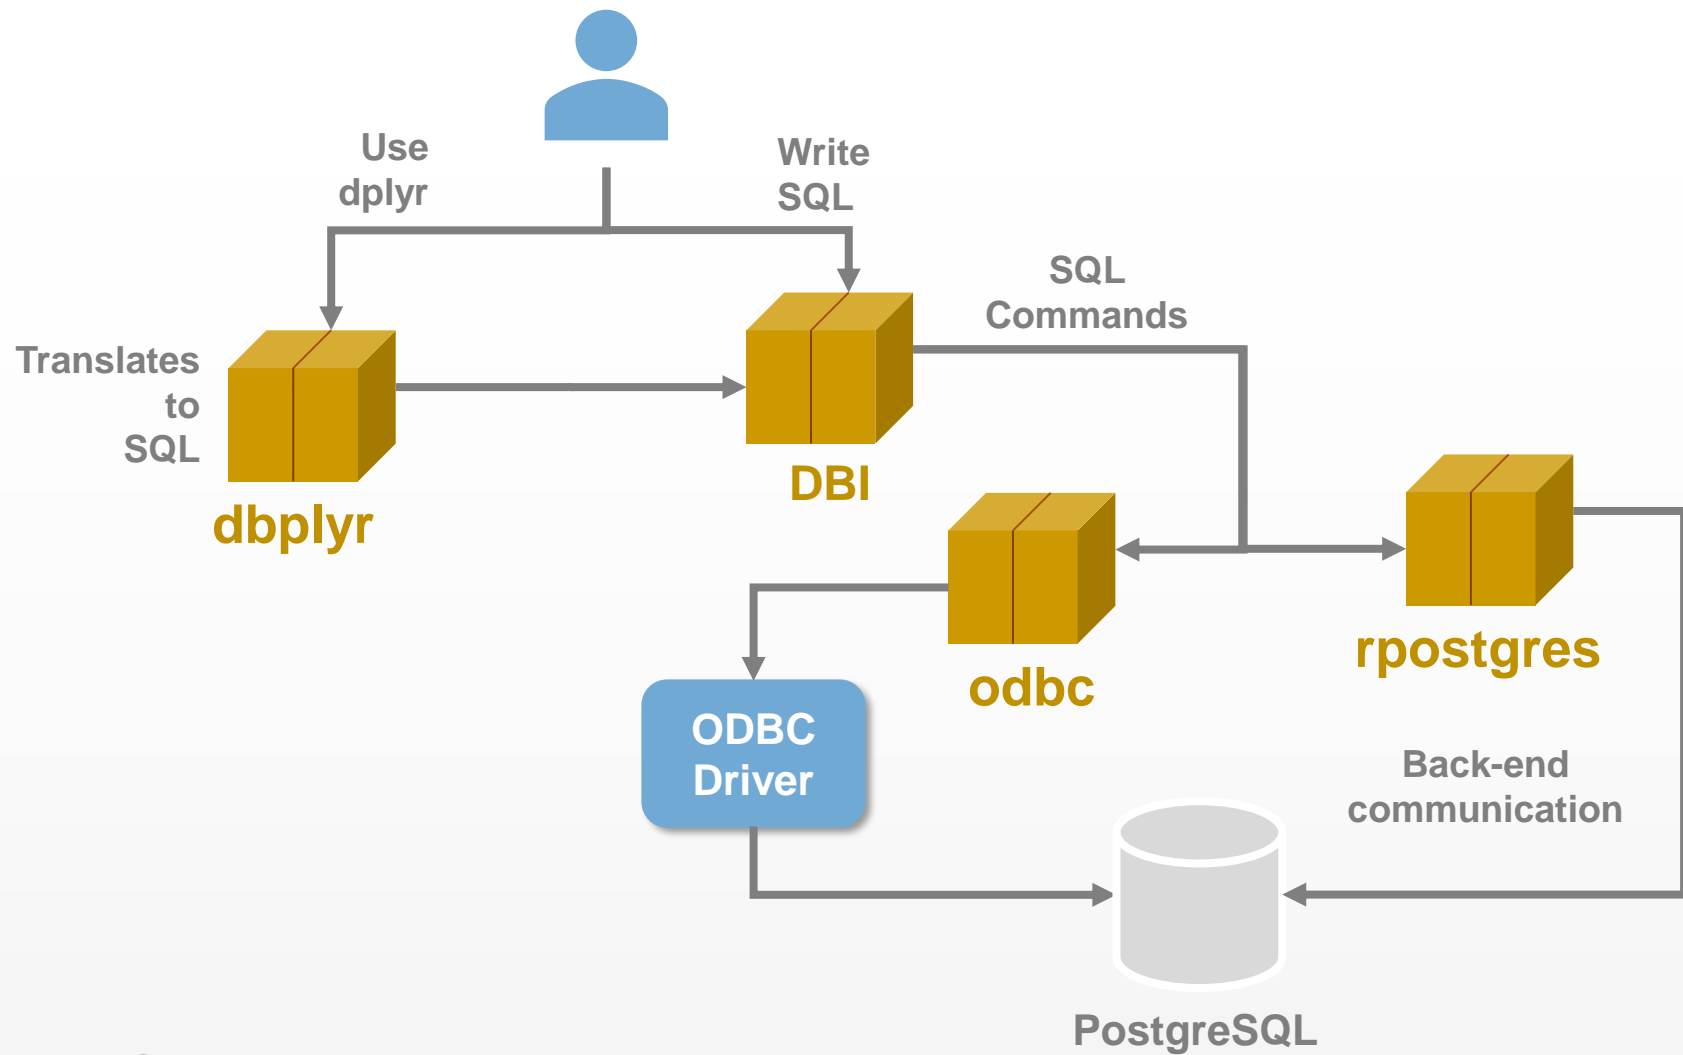 Use
dplyr
Write
SQL
SQL
Commands
Translates
to
SQL
DBI
dbplyr
rpostgres
odbc
ODBC
Driver
Back-end
communication
PostgreSQL